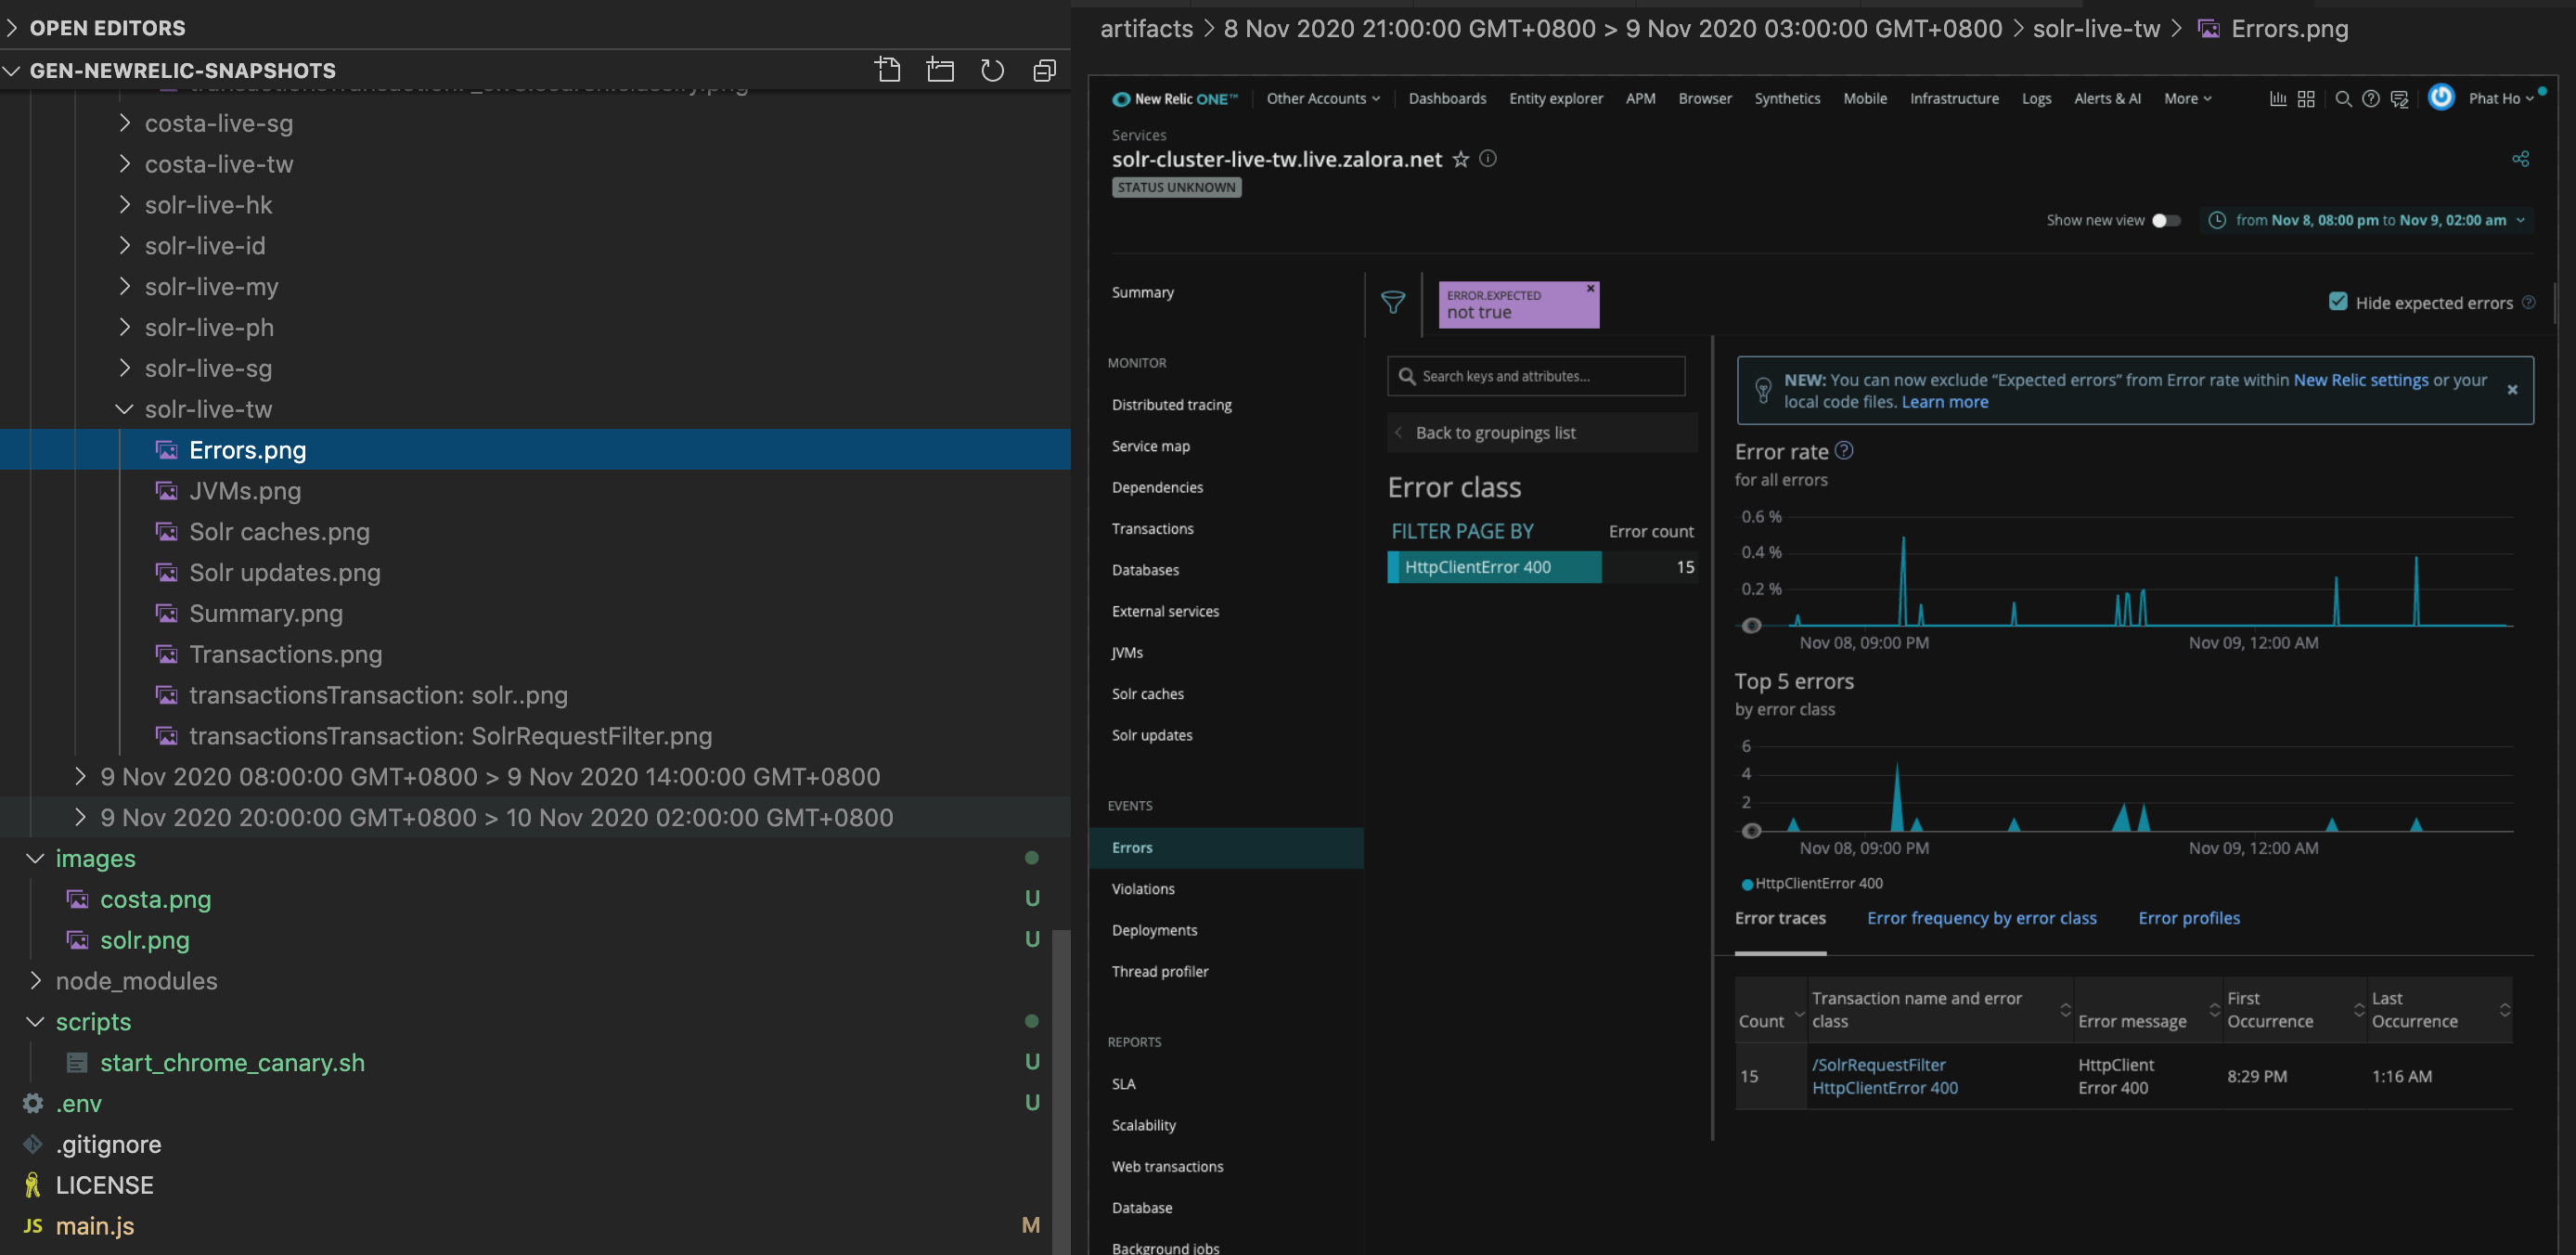 OPEN EDITORS
GEN-NEWRELIC-SNAPSHOTS
costa-live-sg
costa-live-tw
solr-live-hk
solr-live-id
solr-live-my
solr-live-ph
solr-live-sg
solr-live-tw
Errors.png
JVMs.png
Solr caches.png
Solr updates.png
Summary.png
Transactions.png
transactionsTransaction: solr..png
transactionsTransaction: SolrRequestFilter.png
9 Nov 2020 08:00:00 GMT+0800 > 9 Nov 2020 14:00:00 GMT+0800
9 Nov 2020 20:00:00 GMT+0800 > 10 Nov 2020 02:00:00 GMT+0800
images
costa.png U
solr.png U
node_modules
scripts
start_chrome_canary.sh U
.env U
.gitignore
LICENSE
JS main.js M
artifacts > 8 Nov 2020 21:00:00 GMT+0800 > 9 Nov 2020 03:00:00 GMT+0800 > solr-live-tw > Errors.png
New Relic ONE™ Other Accounts Dashboards Entity explorer APM Browser Synthetics Mobile Infrastructure Logs Alerts & AI More Phat Ho
Services
solr-cluster-live-tw.live.zalora.net
STATUS UNKNOWN
Show new view from Nov 8, 08:00 pm to Nov 9, 02:00 am
Summary
MONITOR
Distributed tracing
Service map
Dependencies
Transactions
Databases
External services
JVMs
Solr caches
Solr updates
EVENTS
Errors
Violations
Deployments
Thread profiler
REPORTS
SLA
Scalability
Web transactions
Database
Background jobs
ERROR.EXPECTED
not true
Hide expected errors
Search keys and attributes...
Back to groupings list
Error class
FILTER PAGE BY Error count
HttpClientError 400 15
NEW: You can now exclude “Expected errors” from Error rate within New Relic settings or your
local code files. Learn more
Error rate
for all errors
0.6 %
0.4 %
0.2 %
Nov 08, 09:00 PM Nov 09, 12:00 AM
Top 5 errors
by error class
6
4
2
Nov 08, 09:00 PM Nov 09, 12:00 AM
HttpClientError 400
Error traces Error frequency by error class Error profiles
Count
Transaction name and error
class
Error message
First
Occurrence
Last
Occurrence
15
/SolrRequestFilter
HttpClientError 400
HttpClient
Error 400
8:29 PM
1:16 AM